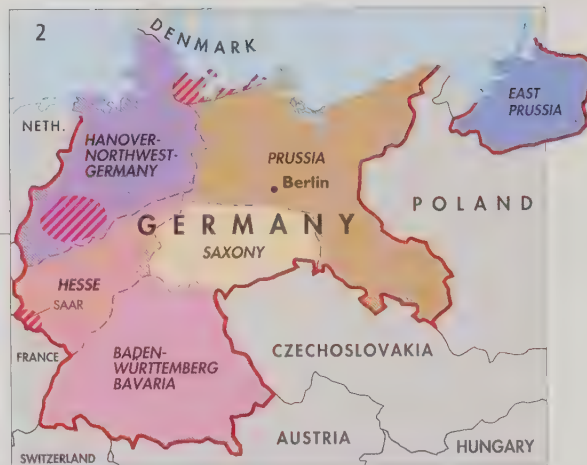 2
DENMARK
NETH.
HANOVER-
NORTHWEST-
GERMANY
PRUSSIA
Berlin
EAST
PRUSSIA
POLAND
GERMANY
SAXONY
HESSE
SAAR
FRANCE
BADEN-
WURTTEMBERG
BAVARIA
CZECHOSLOVAKIA
SWITZERLAND
AUSTRIA
HUNGARY